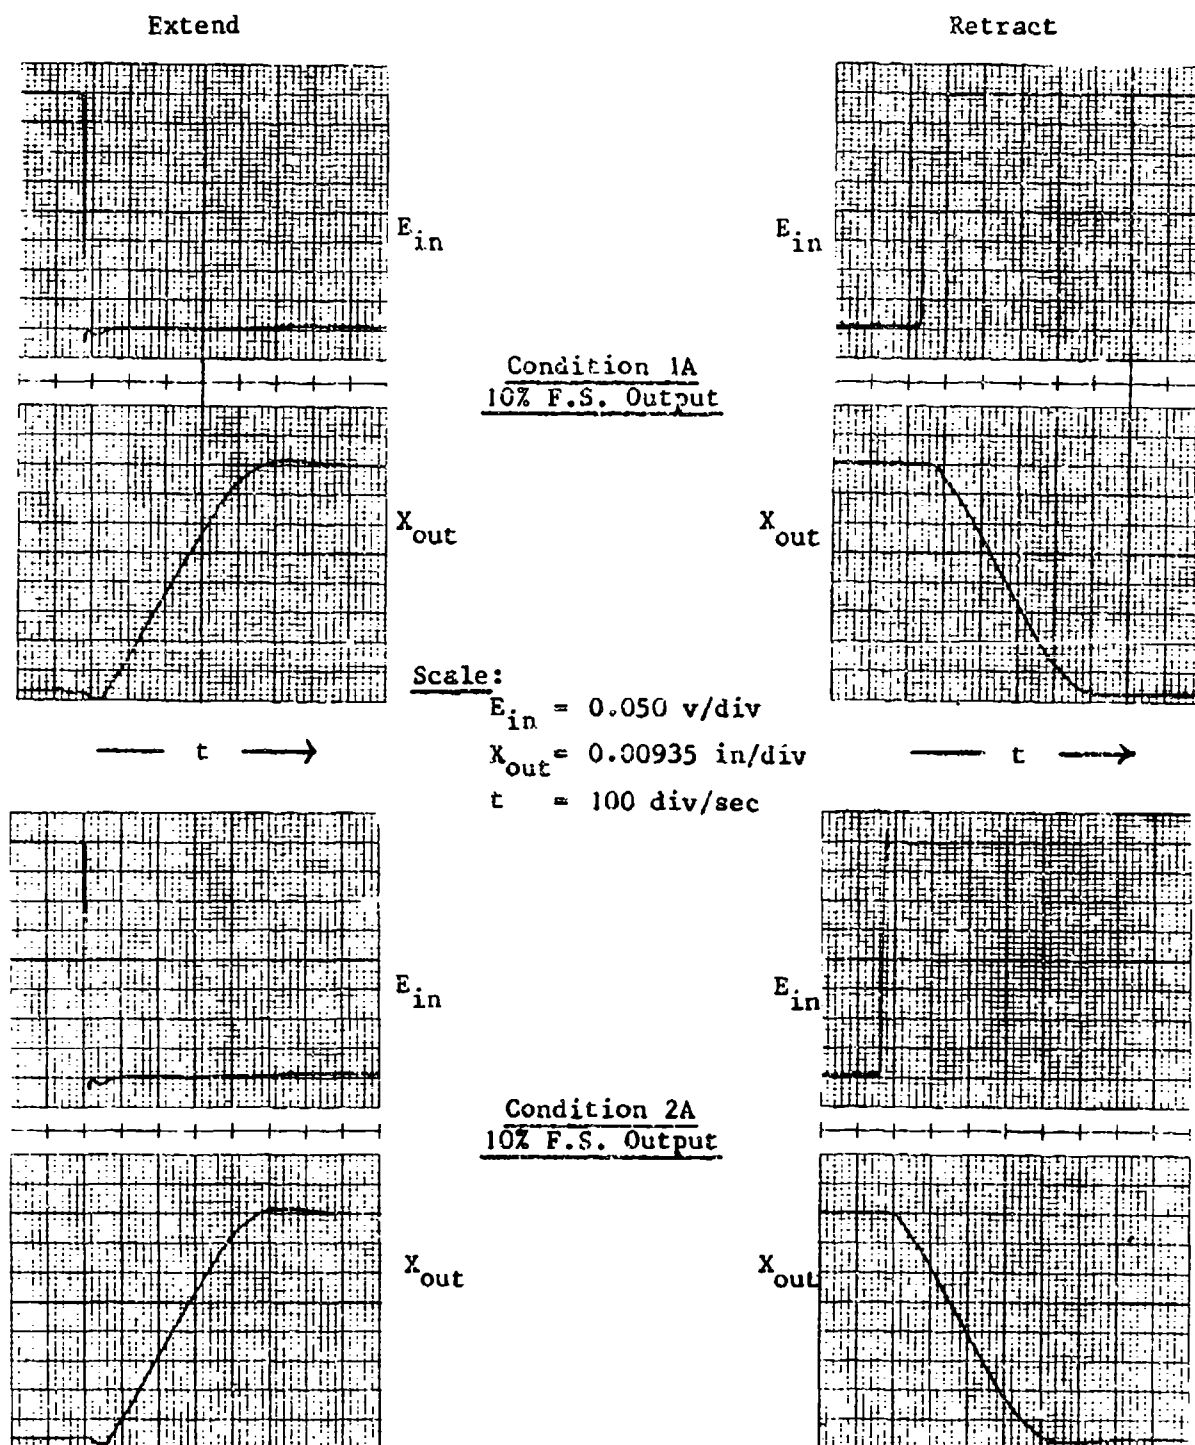 Extend
Retract
E_in
E_in
Condition 1A
10% F.S. Output
X_out
X_out
Scale:
E_in = 0.050 v/div
X_out = 0.00935 in/div
t = 100 div/sec
t
t
E_in
E_in
Condition 2A
10% F.S. Output
X_out
X_out